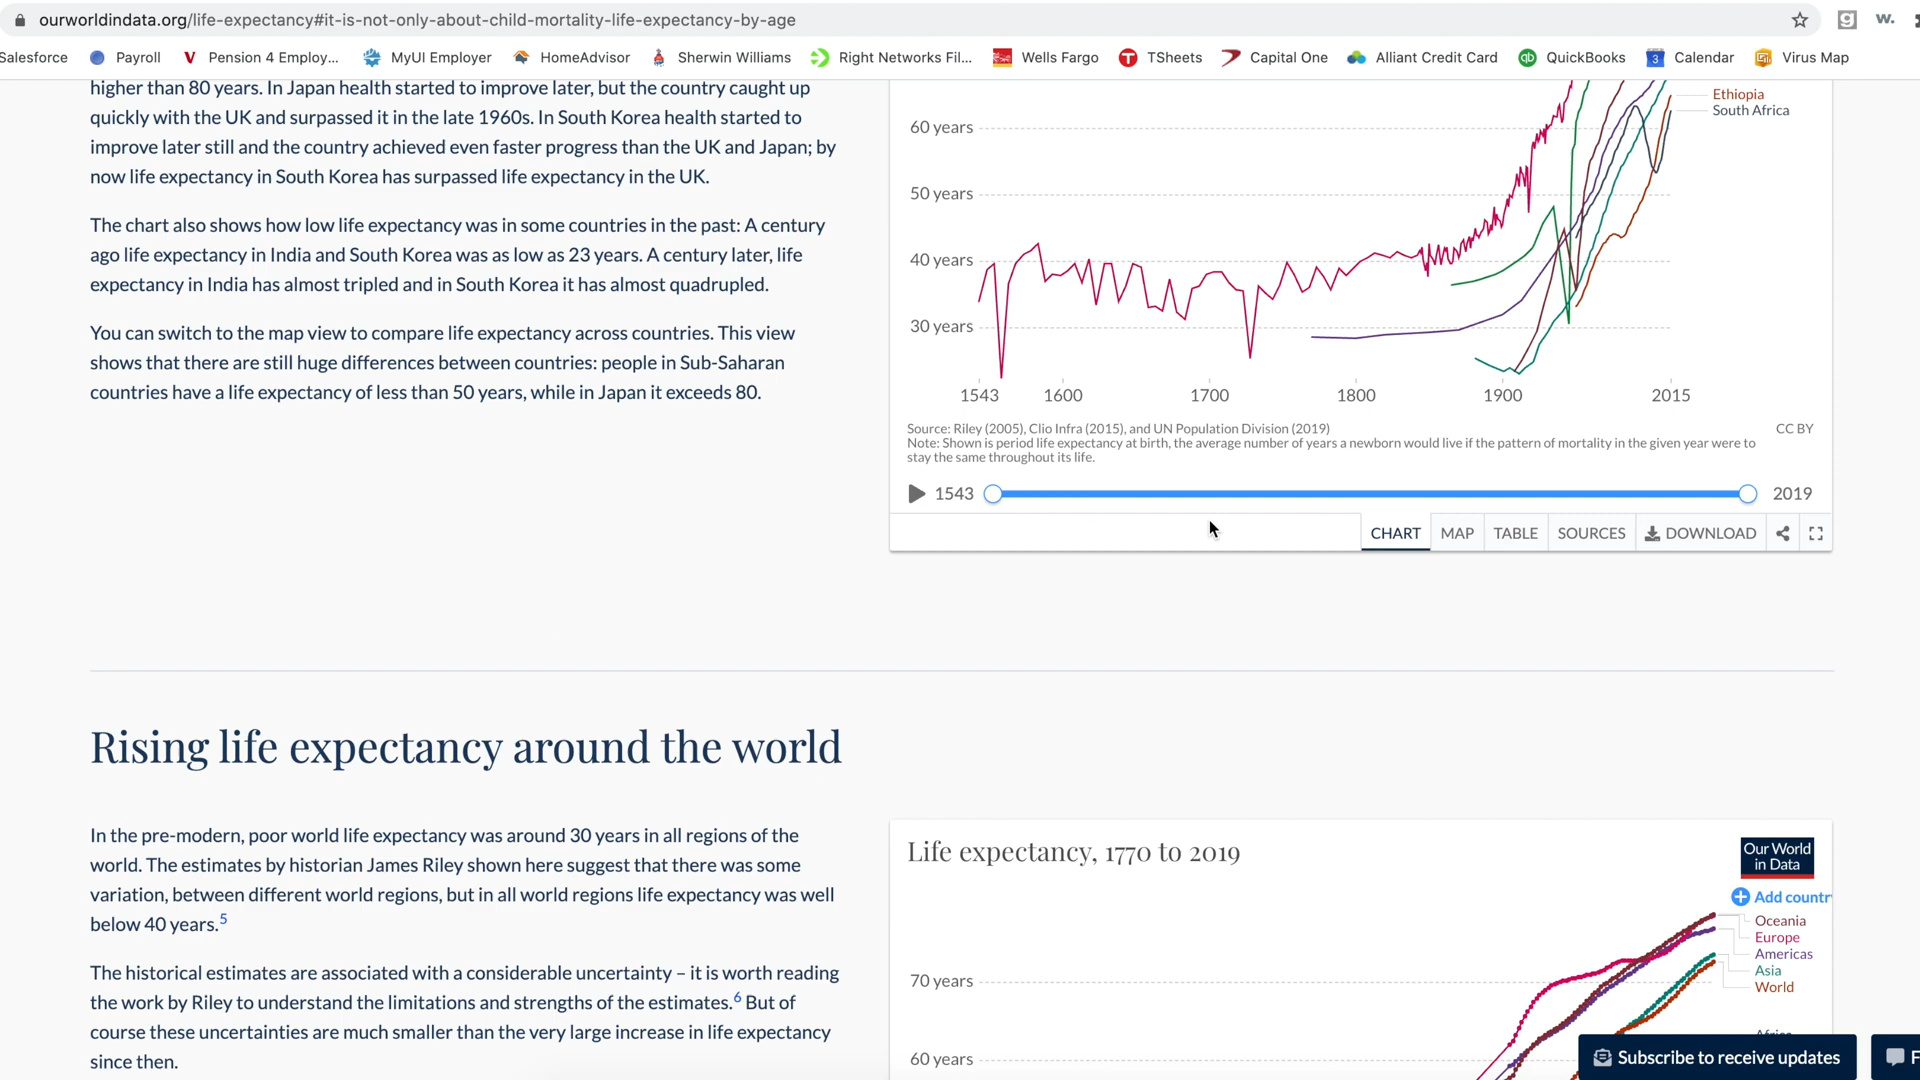 ourworldindata.org/life-expectancy#it-is-not-only-about-child-mortality-life-expectancy-by-age
Salesforce Payroll Pension 4 Employ... MyUI Employer HomeAdvisor Sherwin Williams Right Networks Fil... Wells Fargo TSheets Capital One Alliant Credit Card QuickBooks Calendar Virus Map
higher than 80 years. In Japan health started to improve later, but the country caught up
quickly with the UK and surpassed it in the late 1960s. In South Korea health started to
improve later still and the country achieved even faster progress than the UK and Japan; by
now life expectancy in South Korea has surpassed life expectancy in the UK.
The chart also shows how low life expectancy was in some countries in the past: A century
ago life expectancy in India and South Korea was as low as 23 years. A century later, life
expectancy in India has almost tripled and in South Korea it has almost quadrupled.
You can switch to the map view to compare life expectancy across countries. This view
shows that there are still huge differences between countries: people in Sub-Saharan
countries have a life expectancy of less than 50 years, while in Japan it exceeds 80.
Ethiopia
South Africa
60 years
50 years
40 years
30 years
1543 1600 1700 1800 1900 2015
Source: Riley (2005), Clio Infra (2015), and UN Population Division (2019) CC BY
Note: Shown is period life expectancy at birth, the average number of years a newborn would live if the pattern of mortality in the given year were to
stay the same throughout its life.
1543 2019
CHART MAP TABLE SOURCES DOWNLOAD
Rising life expectancy around the world
In the pre-modern, poor world life expectancy was around 30 years in all regions of the
world. The estimates by historian James Riley shown here suggest that there was some
variation, between different world regions, but in all world regions life expectancy was well
below 40 years.5
The historical estimates are associated with a considerable uncertainty – it is worth reading
the work by Riley to understand the limitations and strengths of the estimates.6 But of
course these uncertainties are much smaller than the very large increase in life expectancy
since then.
Life expectancy, 1770 to 2019
Our World
in Data
Add countr
Oceania
Europe
Americas
Asia
World
Africa
70 years
60 years
Subscribe to receive updates
F